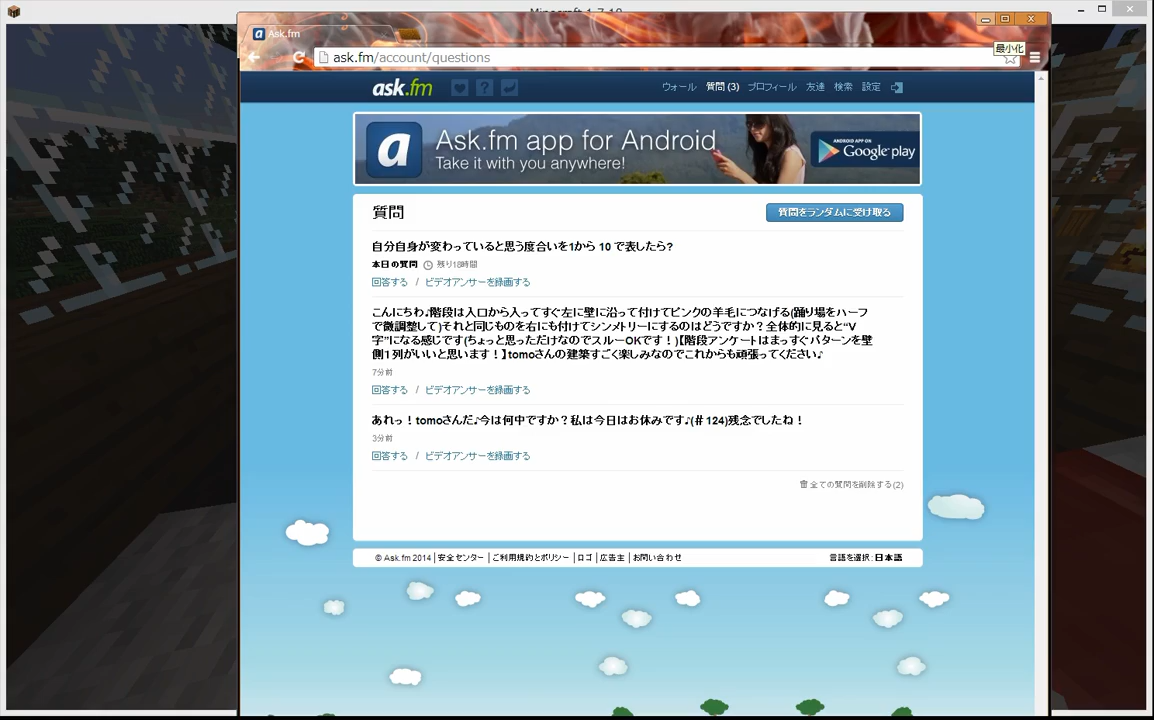 Minecraft 1.7.10
Ask.fm
最小化
ask.fm/account/questions
ask.fm
ウォール 質問 (3) プロフィール 友達 検索 設定
a
Ask.fm app for Android
Take it with you anywhere!
ANDROID APP ON
Google play
質問
質問をランダムに受け取る
自分自身が変わっていると思う度合いを1から 10 で表したら?
本日の質問 残り18時間
回答する / ビデオアンサーを録画する
こんにちわ♪階段は入口から入ってすぐ左に壁に沿って付けてピンクの羊毛につなげる(踊り場をハーフ
で微調整して)それと同じものを右にも付けてシンメトリーにするのはどうですか？全体的に見ると“V
字”になる感じです(ちょっと思っただけなのでスルーOKです！)【階段アンケートはまっすぐパターンを壁
側1列がいいと思います！】tomoさんの建築すごく楽しみなのでこれからも頑張ってください♪
7分前
回答する / ビデオアンサーを録画する
あれっ！tomoさんだ♪今は何中ですか？私は今日はお休みです♪(＃124)残念でしたね！
3分前
回答する / ビデオアンサーを録画する
全ての質問を削除する(2)
© Ask.fm 2014 | 安全センター | ご利用規約とポリシー | ロゴ | 広告主 | お問い合わせ
言語を選択: 日本語